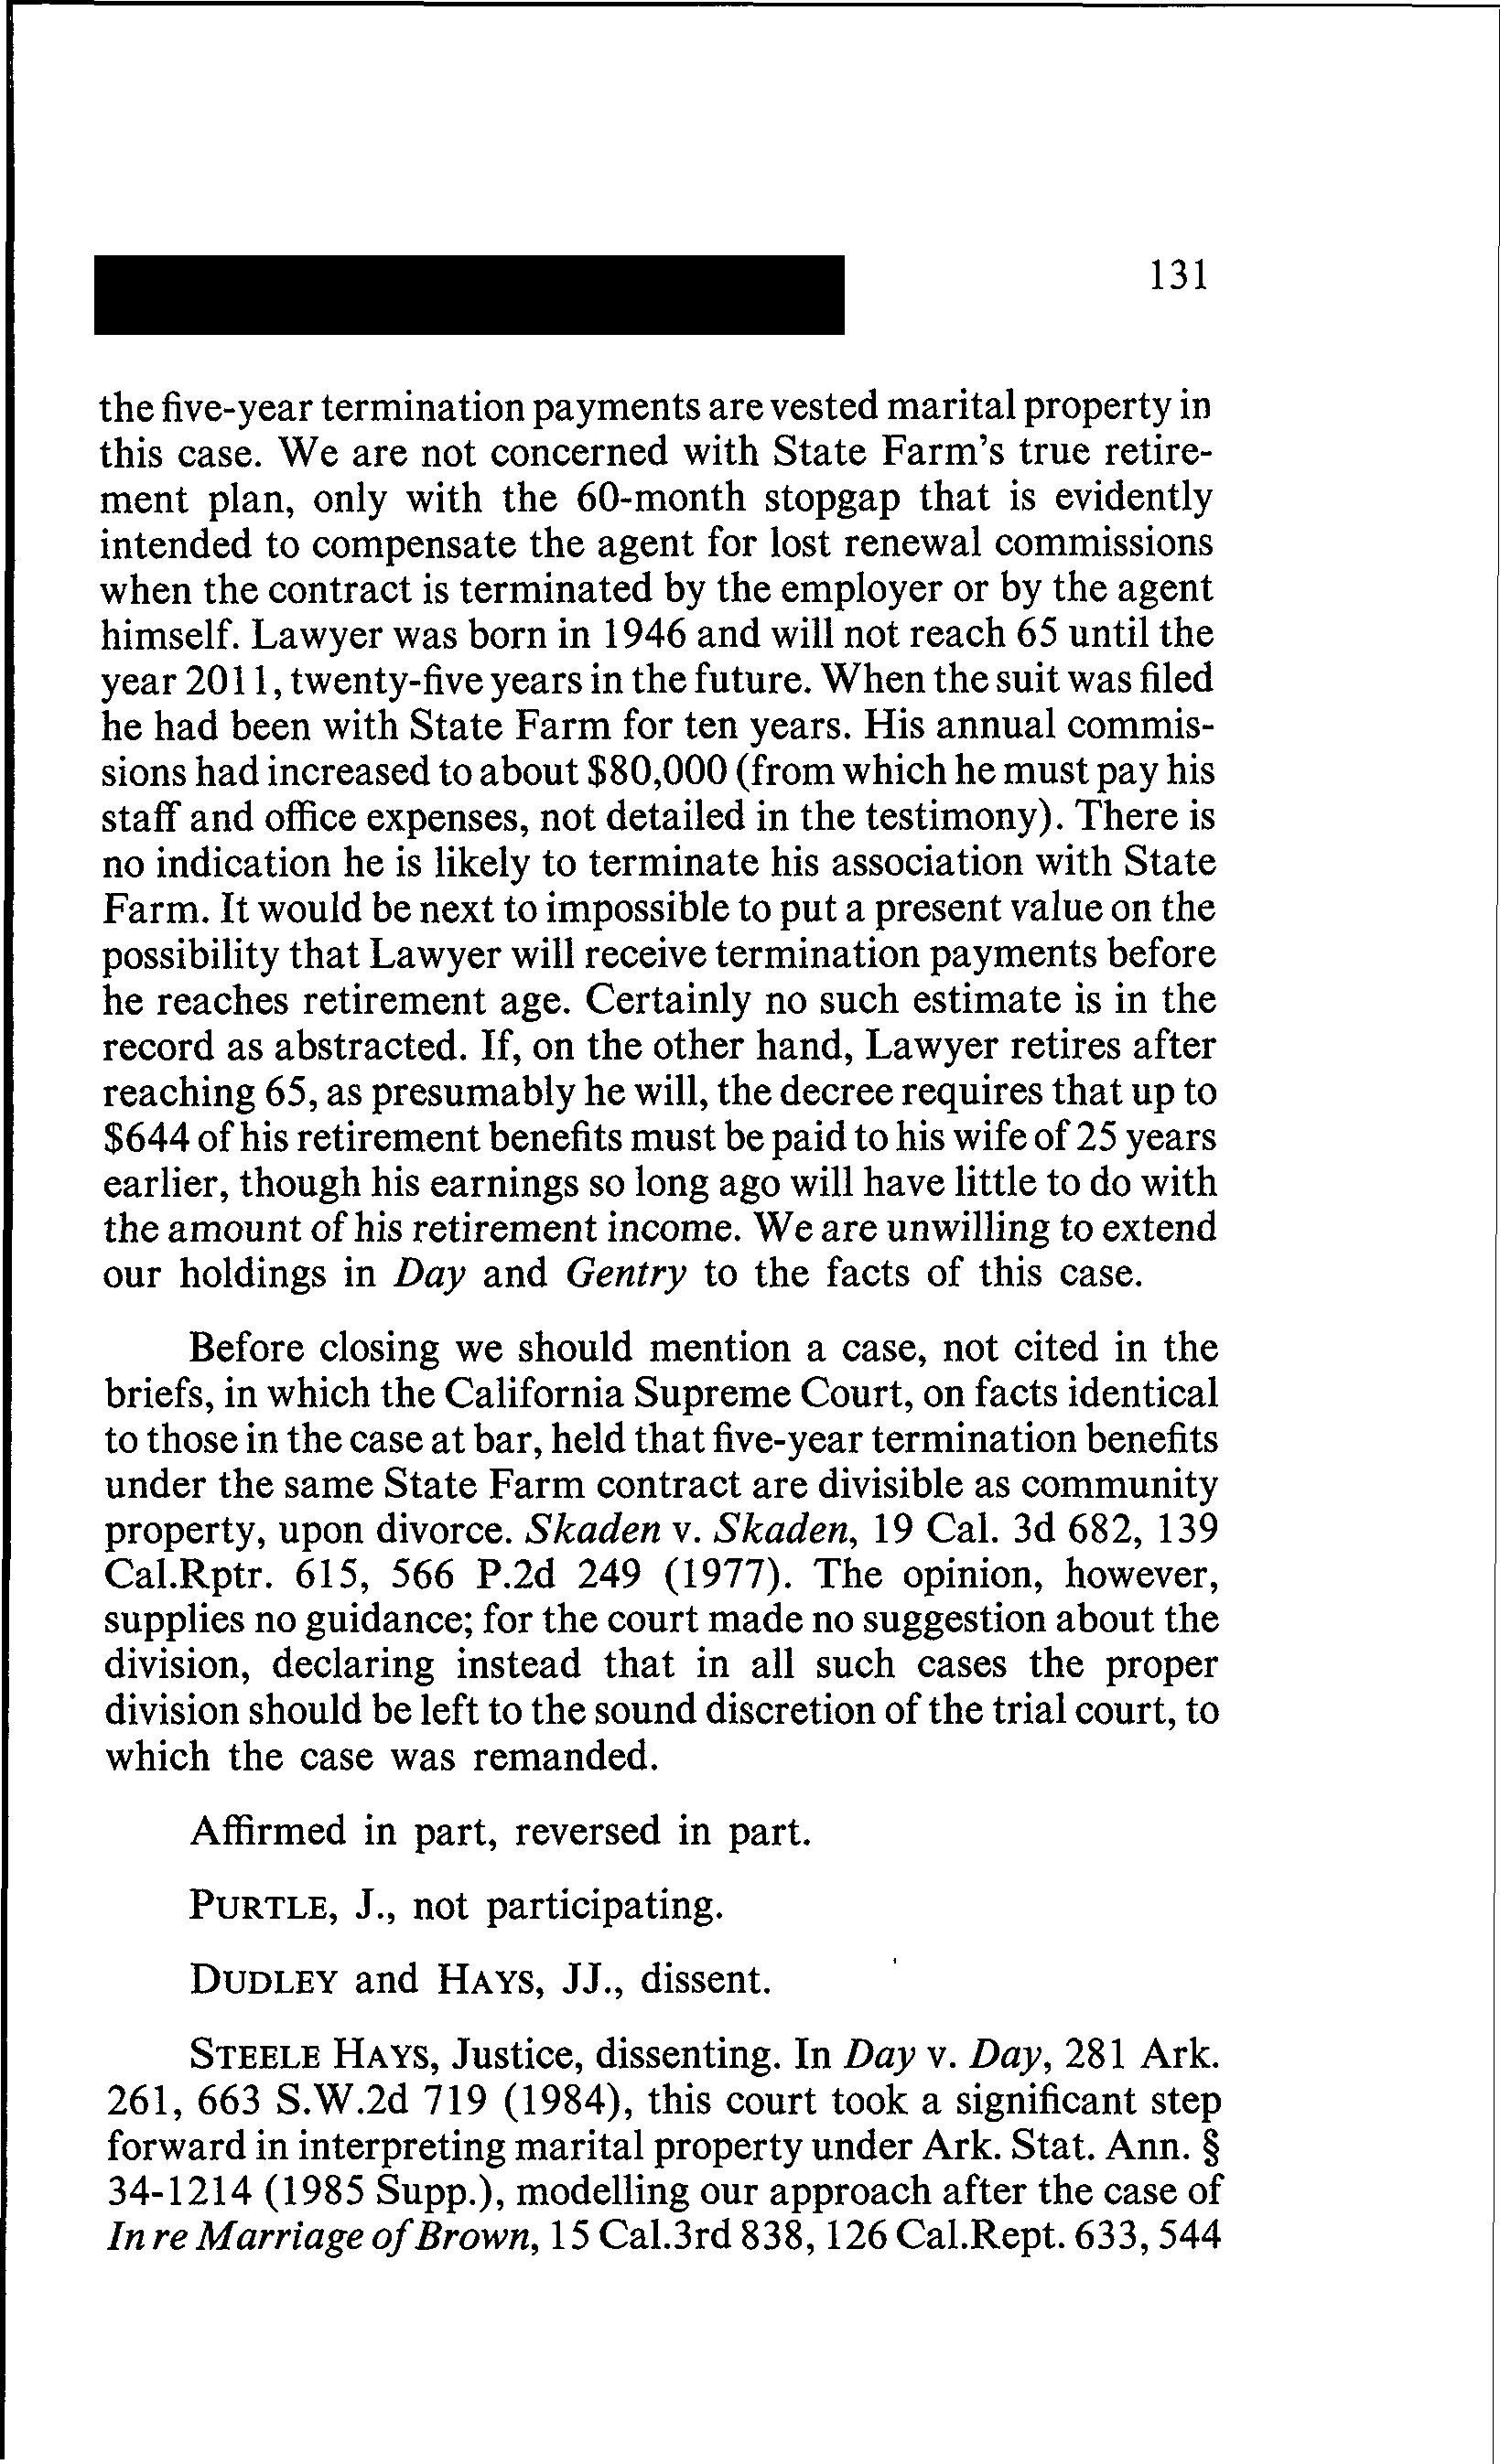 131
the five-year termination payments are vested marital property in
this case. We are not concerned with State Farm's true retire-
ment plan, only with the 60-month stopgap that is evidently
intended to compensate the agent for lost renewal commissions
when the contract is terminated by the employer or by the agent
himself. Lawyer was born in 1946 and will not reach 65 until the
year 2011, twenty-five years in the future. When the suit was filed
he had been with State Farm for ten years. His annual commis-
sions had increased to about $80,000 (from which he must pay his
staff and office expenses, not detailed in the testimony). There is
no indication he is likely to terminate his association with State
Farm. It would be next to impossible to put a present value on the
possibility that Lawyer will receive termination payments before
he reaches retirement age. Certainly no such estimate is in the
record as abstracted. If, on the other hand, Lawyer retires after
reaching 65, as presumably he will, the decree requires that up to
$644 of his retirement benefits must be paid to his wife of 25 years
earlier, though his earnings so long ago will have little to do with
the amount of his retirement income. We are unwilling to extend
our holdings in Day and Gentry to the facts of this case.
Before closing we should mention a case, not cited in the
briefs, in which the California Supreme Court, on facts identical
to those in the case at bar, held that five-year termination benefits
under the same State Farm contract are divisible as community
property, upon divorce. Skaden v. Skaden, 19 Cal. 3d 682, 139
Cal.Rptr. 615, 566 P.2d 249 (1977). The opinion, however,
supplies no guidance; for the court made no suggestion about the
division, declaring instead that in all such cases the proper
division should be left to the sound discretion of the trial court, to
which the case was remanded.
Affirmed in part, reversed in part.
PURTLE, J., not participating.
DUDLEY and HAYS, JJ., dissent.
STEELE HAYS, Justice, dissenting. In Day v. Day, 281 Ark.
261, 663 S.W.2d 719 (1984), this court took a significant step
forward in interpreting marital property under Ark. Stat. Ann. §
34-1214 (1985 Supp.), modelling our approach after the case of
In re Marriage of Brown, 15 Cal.3rd 838, 126 Cal.Rept. 633, 544